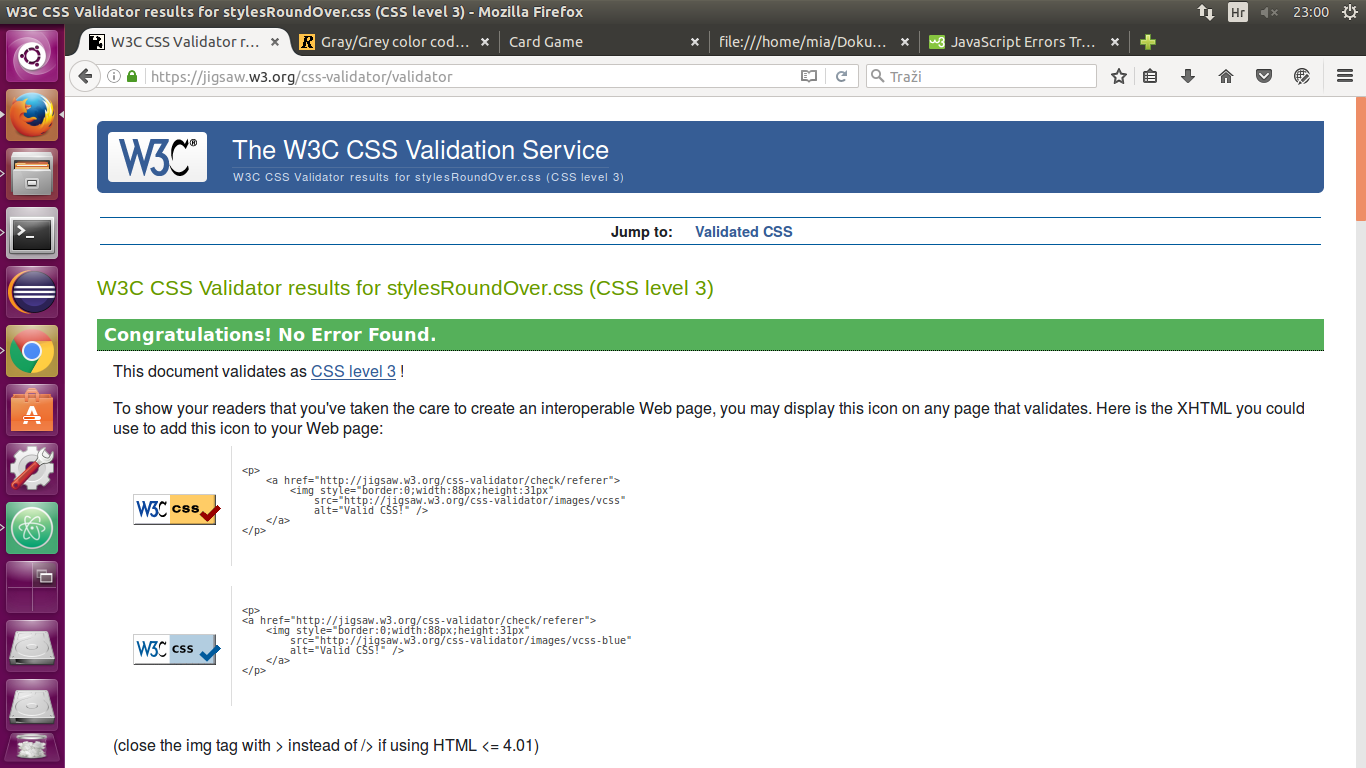 W3C CSS Validator results for stylesRoundOver.css (CSS level 3) - Mozilla Firefox
Hr
23:00
W3C CSS Validator r...
Gray/Grey color cod...
Card Game
file:///home/mia/Doku...
JavaScript Errors Tr...
https://jigsaw.w3.org/css-validator/validator
Traži
W3C®
The W3C CSS Validation Service
W3C CSS Validator results for stylesRoundOver.css (CSS level 3)
Jump to: Validated CSS
W3C CSS Validator results for stylesRoundOver.css (CSS level 3)
Congratulations! No Error Found.
This document validates as CSS level 3 !
To show your readers that you've taken the care to create an interoperable Web page, you may display this icon on any page that validates. Here is the XHTML you could
use to add this icon to your Web page:
W3C css
<p>
<a href="http://jigsaw.w3.org/css-validator/check/referer">
<img style="border:0;width:88px;height:31px"
src="http://jigsaw.w3.org/css-validator/images/vcss"
alt="Valid CSS!" />
</a>
</p>
W3C css
<p>
<a href="http://jigsaw.w3.org/css-validator/check/referer">
<img style="border:0;width:88px;height:31px"
src="http://jigsaw.w3.org/css-validator/images/vcss-blue"
alt="Valid CSS!" />
</a>
</p>
(close the img tag with > instead of /> if using HTML <= 4.01)